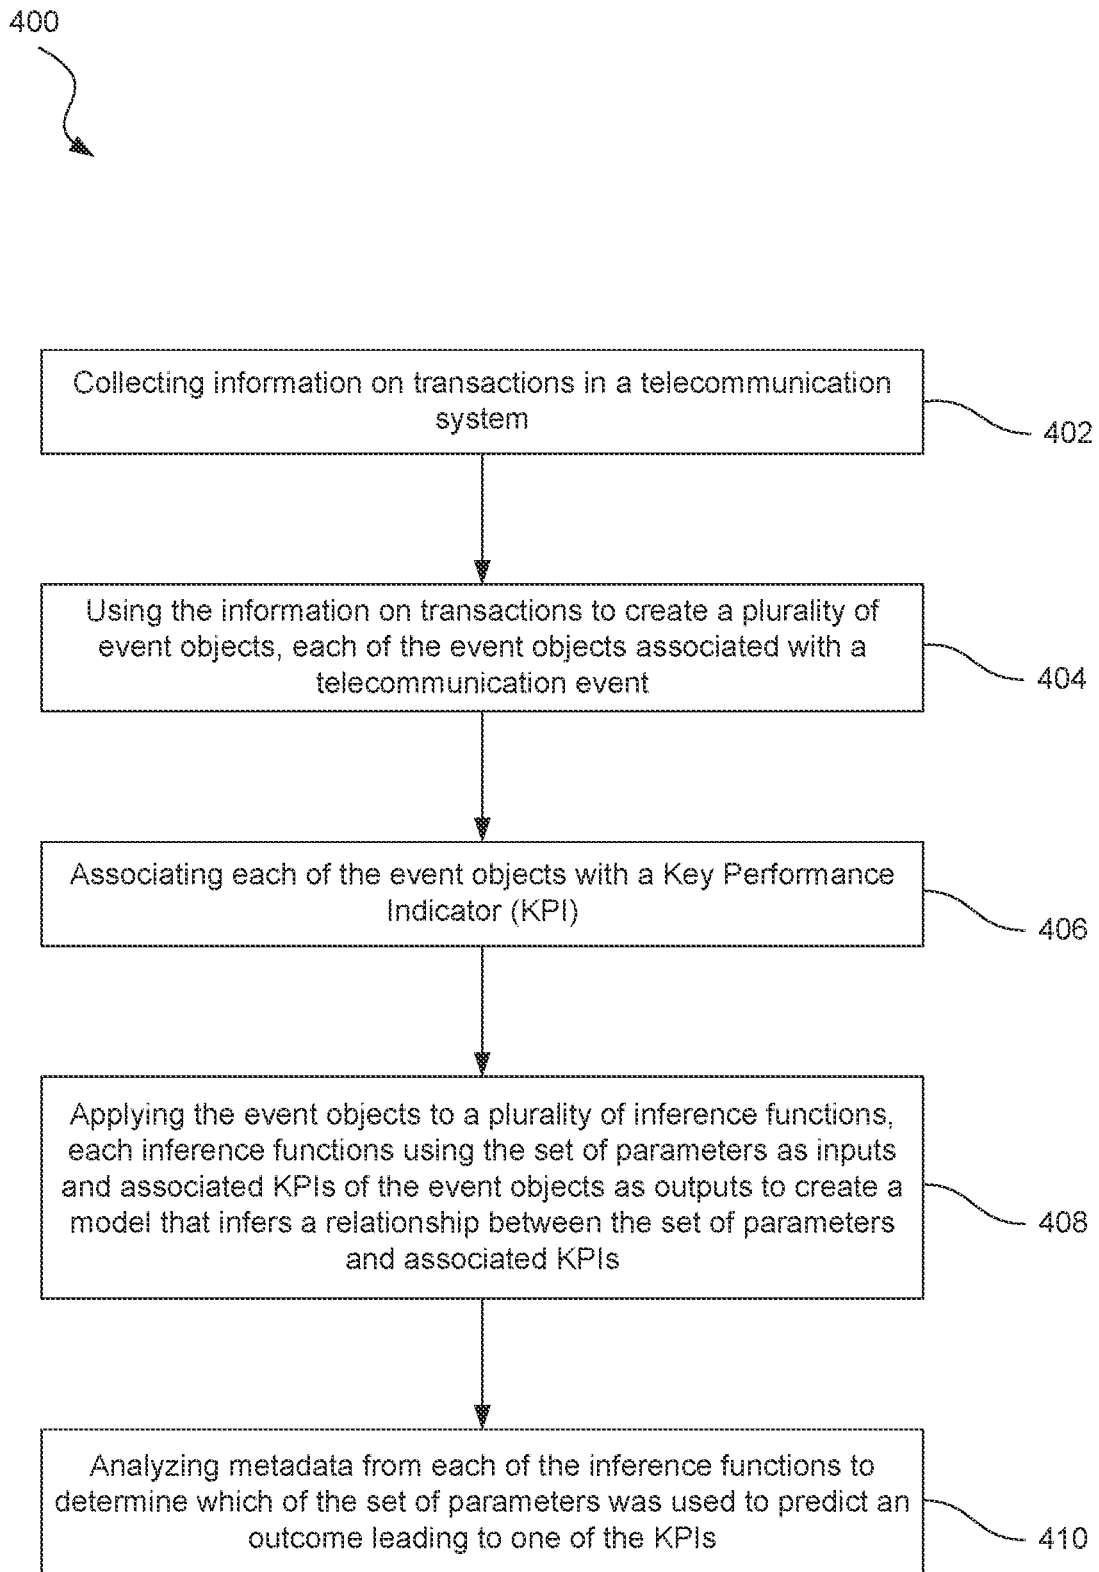 400
Collecting information on transactions in a telecommunication
system
402
Using the information on transactions to create a plurality of
event objects, each of the event objects associated with a
telecommunication event
404
Associating each of the event objects with a Key Performance
Indicator (KPI)
406
Applying the event objects to a plurality of inference functions,
each inference functions using the set of parameters as inputs
and associated KPIs of the event objects as outputs to create a
model that infers a relationship between the set of parameters
and associated KPIs
408
Analyzing metadata from each of the inference functions to
determine which of the set of parameters was used to predict an
outcome leading to one of the KPIs
410